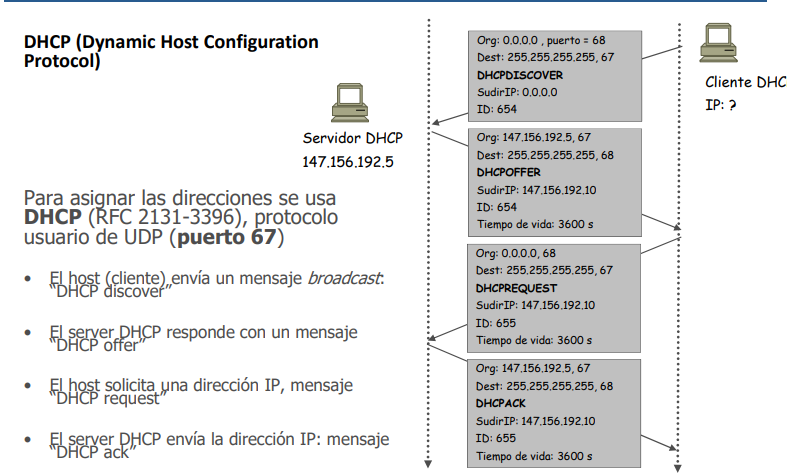 DHCP (Dynamic Host Configuration
Protocol)
Servidor DHCP
147.156.192.5
Para asignar las direcciones se usa
DHCP (RFC 2131-3396), protocolo
usuario de UDP (puerto 67)
• El host (cliente) envía un mensaje broadcast:
“DHCP discover”
• El server DHCP responde con un mensaje
“DHCP offer”
• El host solicita una dirección IP, mensaje
“DHCP request”
• El server DHCP envía la dirección IP: mensaje
“DHCP ack”
Org: 0.0.0.0 , puerto = 68
Dest: 255.255.255.255, 67
DHCPDISCOVER
SudirIP: 0.0.0.0
ID: 654
Org: 147.156.192.5, 67
Dest: 255.255.255.255, 68
DHCPOFFER
SudirIP: 147.156.192.10
ID: 654
Tiempo de vida: 3600 s
Org: 0.0.0.0, 68
Dest: 255.255.255.255, 67
DHCPREQUEST
SudirIP: 147.156.192.10
ID: 655
Tiempo de vida: 3600 s
Org: 147.156.192.5, 67
Dest: 255.255.255.255, 68
DHCPACK
SudirIP: 147.156.192.10
ID: 655
Tiempo de vida: 3600 s
Cliente DHC
IP: ?